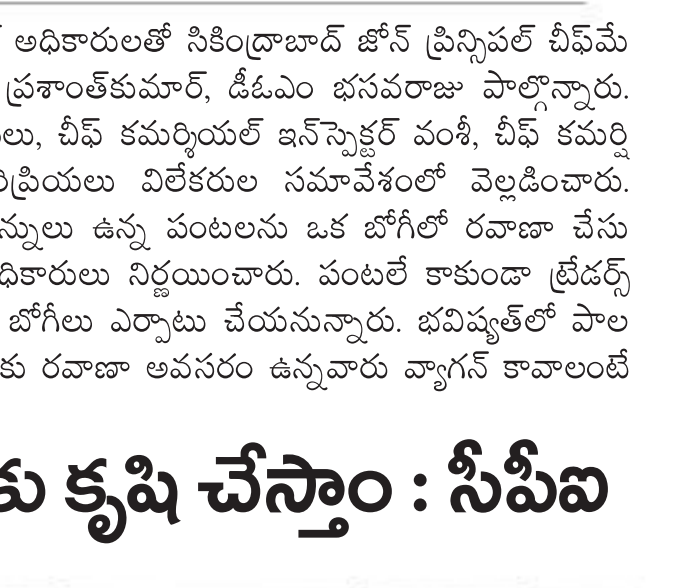 అధికారులతో సికింద్రాబాద్ జోన్ ప్రిన్సిపల్ చీఫ్‌మే
ప్రశాంత్‌కుమార్, డీఓఎం భసవరాజు పాల్గొన్నారు.
లు, చీఫ్ కమర్శియల్ ఇన్‌స్పెక్టర్ వంశీ, చీఫ్ కమర్షి
రిప్రియలు విలేకరుల సమావేశంలో వెల్లడించారు.
న్నులు ఉన్న పంటలను ఒక బోగీలో రవాణా చేసు
ధికారులు నిర్ణయించారు. పంటలే కాకుండా ట్రేడర్స్
బోగీలు ఎర్పాటు చేయనున్నారు. భవిష్యత్‌లో పాల
కు రవాణా అవసరం ఉన్నవారు వ్యాగన్ కావాలంటే
కు కృషి చేస్తాం : సీపీఐ